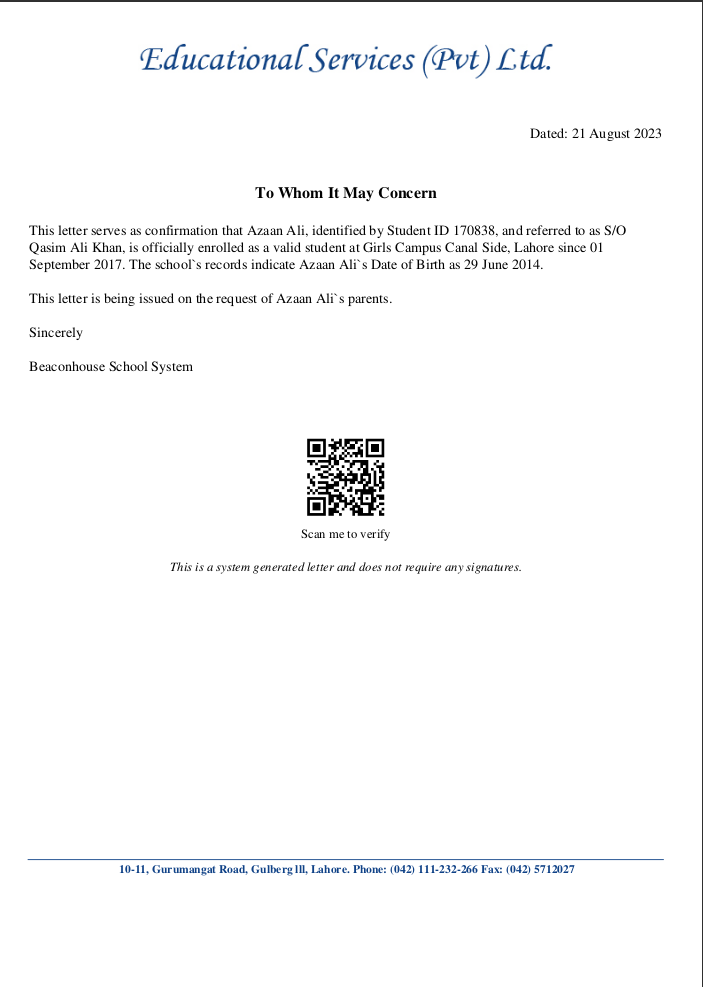 Educational Services (Pvt) Ltd.
Dated: 21 August 2023
To Whom It May Concern
This letter serves as confirmation that Azaan Ali, identified by Student ID 170838, and referred to as S/O
Qasim Ali Khan, is officially enrolled as a valid student at Girls Campus Canal Side, Lahore since 01
September 2017. The school`s records indicate Azaan Ali`s Date of Birth as 29 June 2014.
This letter is being issued on the request of Azaan Ali`s parents.
Sincerely
Beaconhouse School System
Scan me to verify
This is a system generated letter and does not require any signatures.
10-11, Gurumangat Road, Gulberg lll, Lahore. Phone: (042) 111-232-266 Fax: (042) 5712027